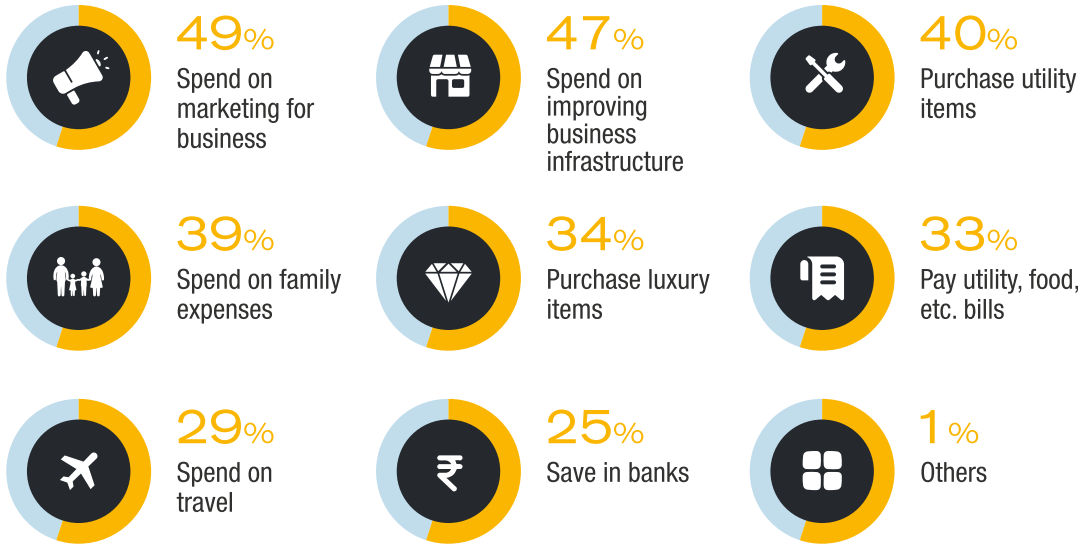 49%
Spend on
marketing for
business
47%
Spend on
improving
business
infrastructure
40%
Purchase utility
items
39%
Spend on family
expenses
34%
Purchase luxury
items
33%
Pay utility, food,
etc. bills
29%
Spend on
travel
₹
25%
Save in banks
1%
Others